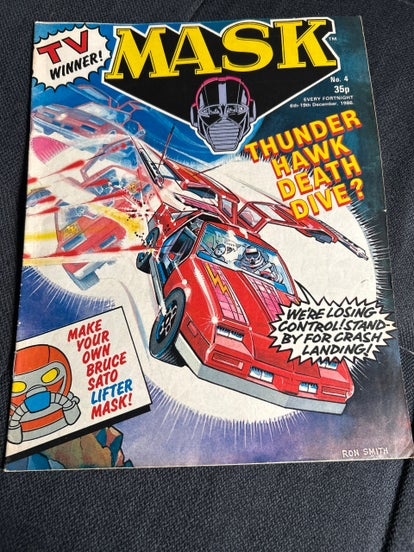 TV
WINNER!
MASK™
No. 4
35p
EVERY FORTNIGHT
6th-19th December, 1986.
THUNDER
HAWK
DEATH
DIVE?
WE'RE LOSING
CONTROL! STAND-
BY FOR CRASH
LANDING!
MAKE
YOUR
OWN
BRUCE
SATO
LIFTER
MASK!
RON SMITH